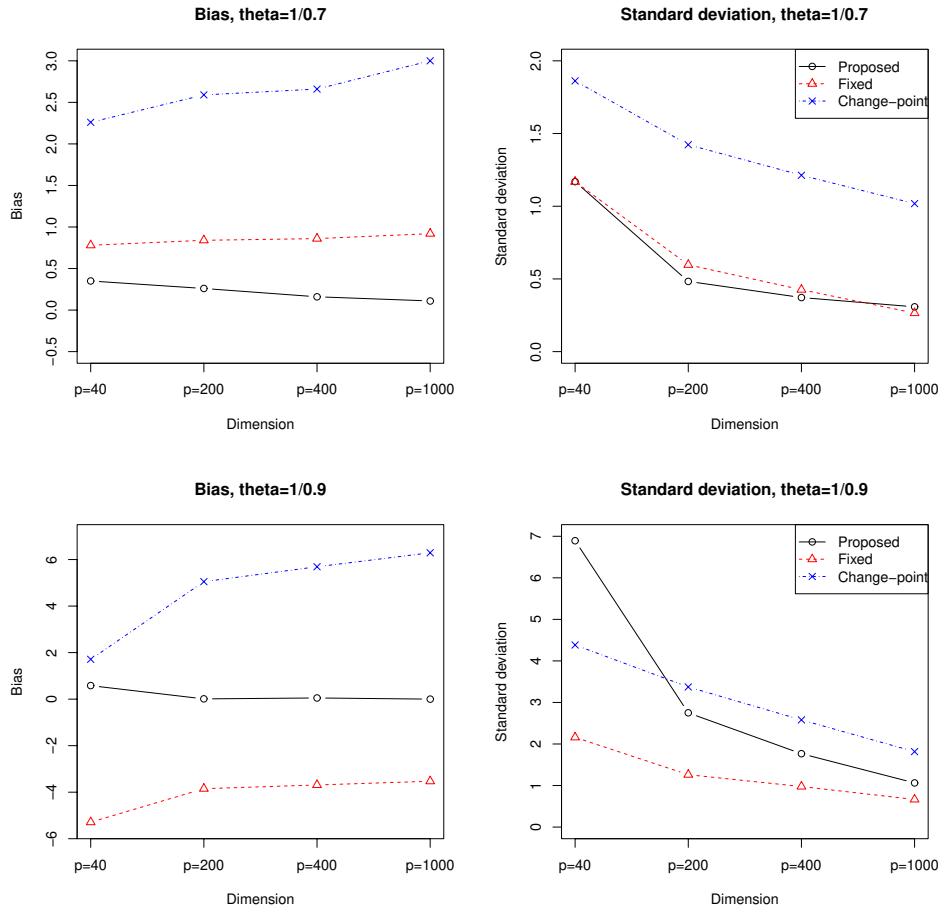 Bias, theta=1/0.7
Bias
3.0
2.5
2.0
1.5
1.0
0.5
0.0
−0.5
p=40
p=200
p=400
p=1000
Dimension
Standard deviation, theta=1/0.7
Standard deviation
2.0
1.5
1.0
0.5
0.0
Proposed
Fixed
Change−point
p=40
p=200
p=400
p=1000
Dimension
Bias, theta=1/0.9
Bias
6
4
2
0
−2
−4
−6
p=40
p=200
p=400
p=1000
Dimension
Standard deviation, theta=1/0.9
Standard deviation
7
6
5
4
3
2
1
0
Proposed
Fixed
Change−point
p=40
p=200
p=400
p=1000
Dimension